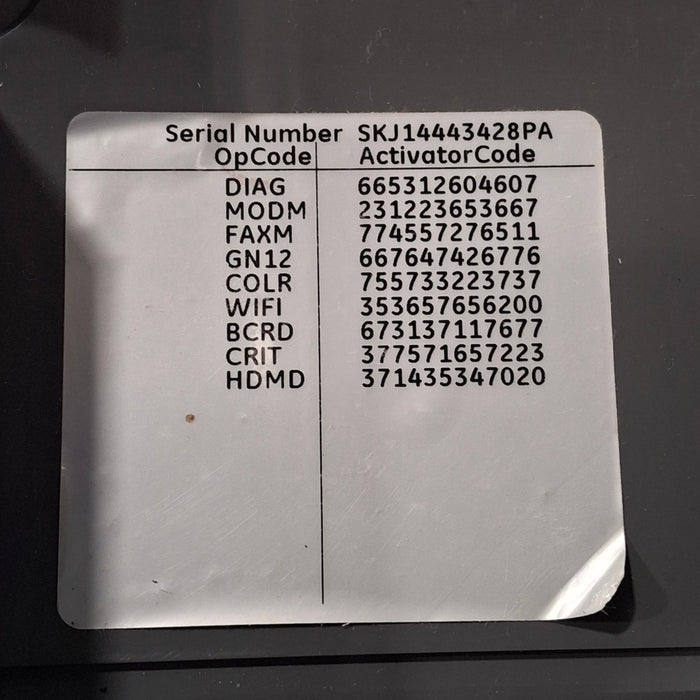 Serial Number SKJ14443428PA
OpCode ActivatorCode
DIAG 665312604607
MODM 231223653667
FAXM 774557276511
GN12 667647426776
COLR 755733223737
WIFI 353657656200
BCRD 673137117677
CRIT 377571657223
HDMD 371435347020